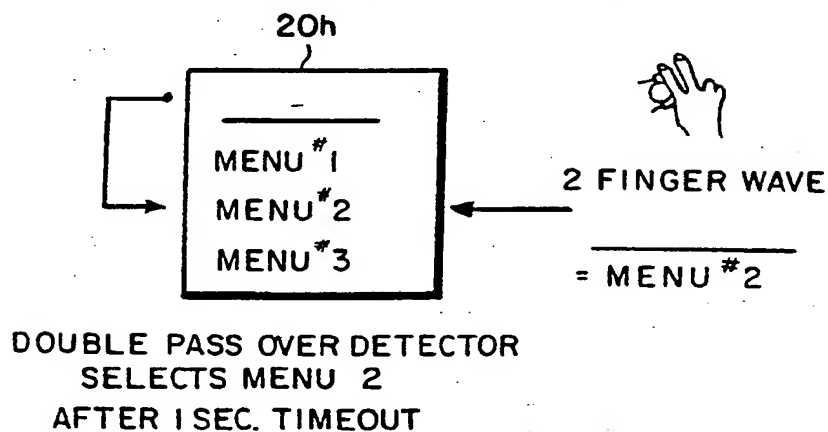 20h
MENU #1
MENU #2
MENU #3
2 FINGER WAVE
= MENU #2
DOUBLE PASS OVER DETECTOR
SELECTS MENU 2
AFTER 1 SEC. TIMEOUT